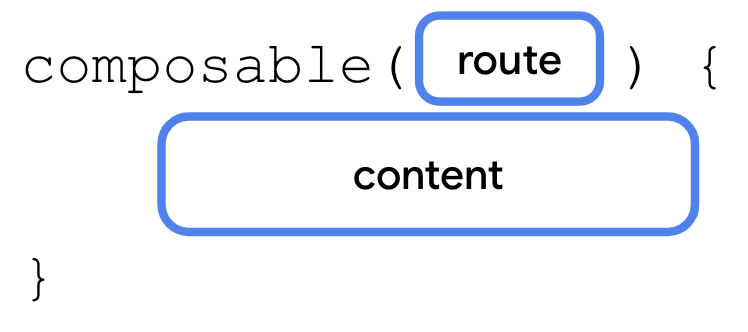 composable( route ) {
content
}